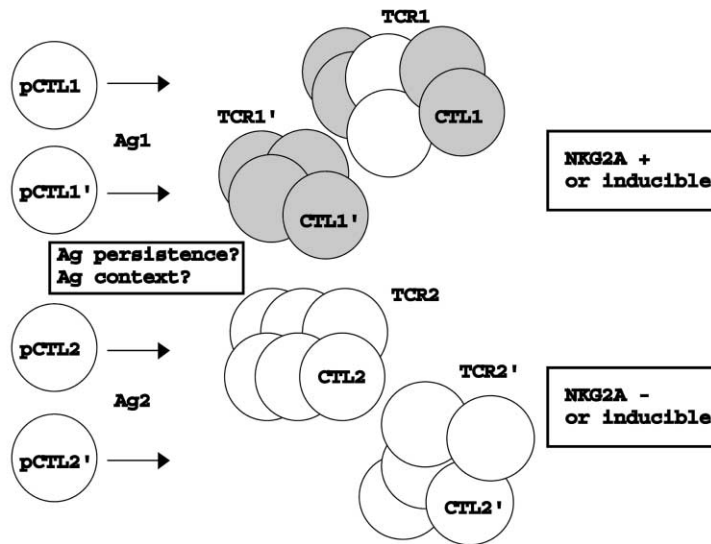 TCR1
pCTL1
TCR1'
CTL1
Ag1
NKG2A +
or inducible
pCTL1'
CTL1'
Ag persistence?
Ag context?
TCR2
pCTL2
CTL2
TCR2'
Ag2
NKG2A -
or inducible
pCTL2'
CTL2'